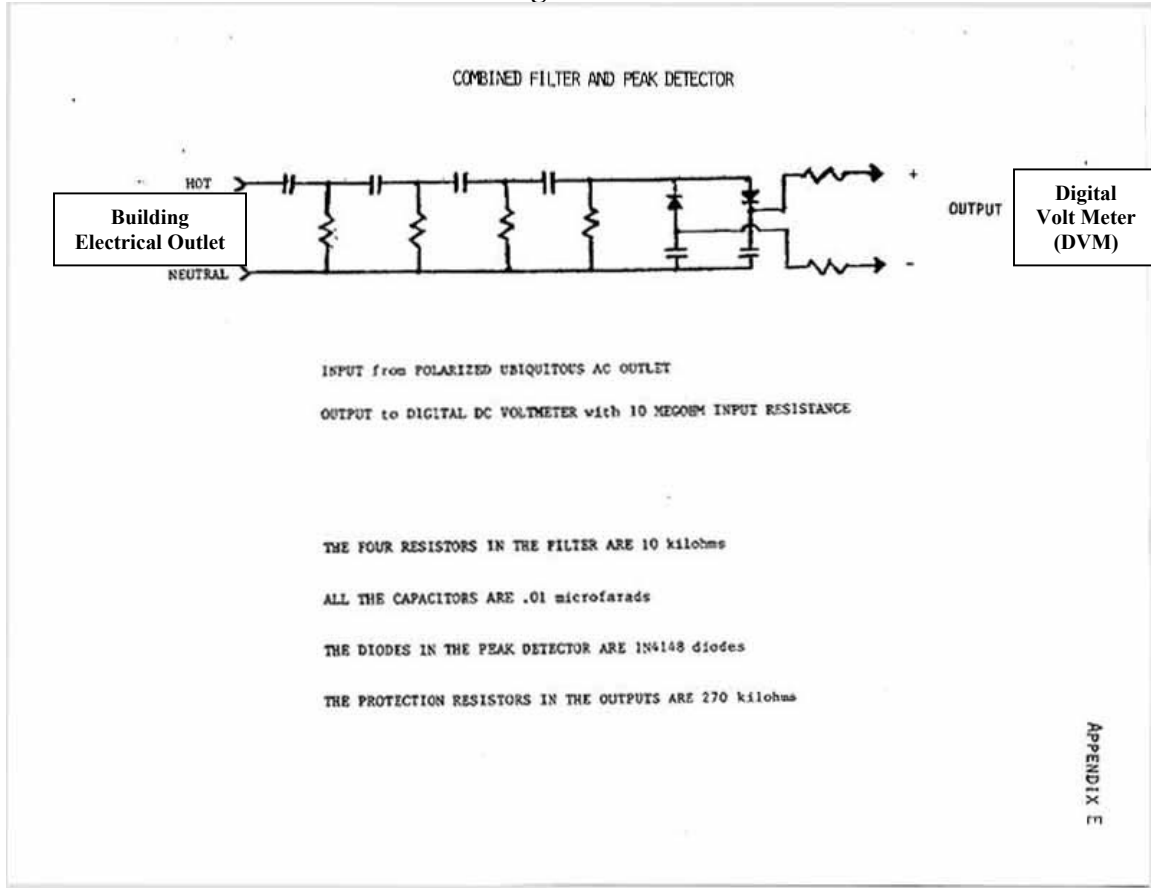 COMBINED FILTER AND PEAK DETECTOR
HOT
Building
Electrical Outlet
NEUTRAL
+
OUTPUT
-
Digital
Volt Meter
(DVM)
INPUT from POLARIZED UBIQUITOUS AC OUTLET
OUTPUT to DIGITAL DC VOLTMETER with 10 MEGOHM INPUT RESISTANCE
THE FOUR RESISTORS IN THE FILTER ARE 10 kilohms
ALL THE CAPACITORS ARE .01 microfarads
THE DIODES IN THE PEAK DETECTOR ARE 1N4148 diodes
THE PROTECTION RESISTORS IN THE OUTPUTS ARE 270 kilohms
APPENDIX E